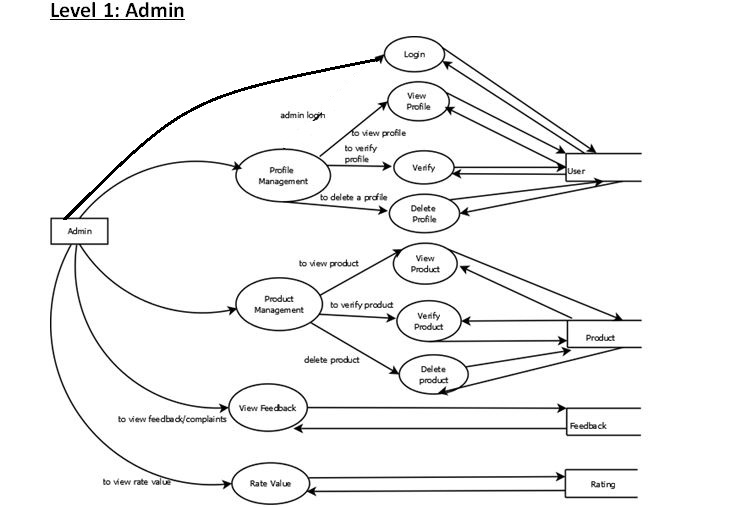 Level 1: Admin
Login
View
Profile
admin login
to view profile
to verify
profile
Profile
Management
Verify
User
to delete a profile
Delete
Profile
Admin
to view product
View
Product
Product
Management
to verify product
Verify
Product
Product
delete product
Delete
product
View Feedback
to view feedback/complaints
Feedback
to view rate value
Rate Value
Rating